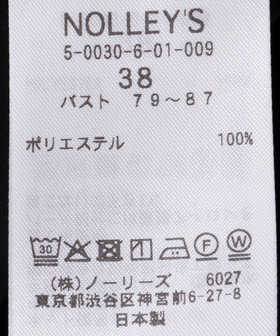 NOLLEY'S
5-0030-6-01-009
38
バスト 79〜87
ポリエステル 100%
30 F W
(株)ノーリーズ 6027
東京都渋谷区神宮前6-27-8
日本製